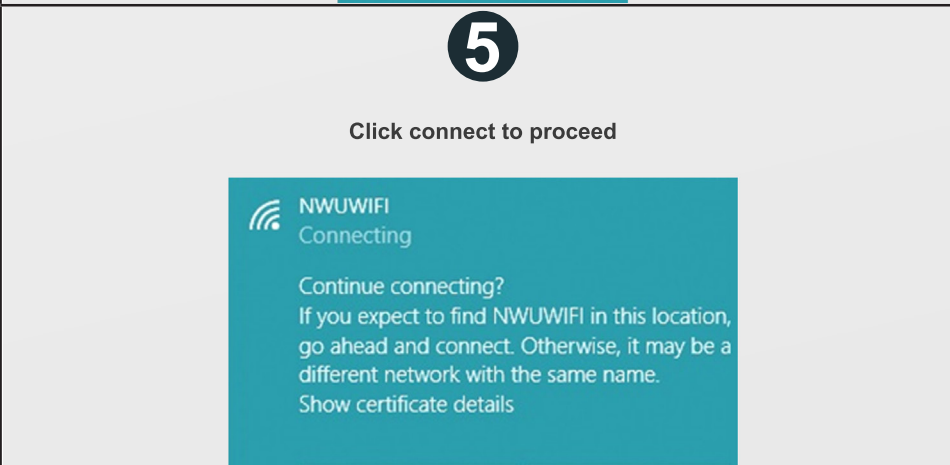 5
Click connect to proceed
NWUWIFI
Connecting
Continue connecting?
If you expect to find NWUWIFI in this location,
go ahead and connect. Otherwise, it may be a
different network with the same name.
Show certificate details